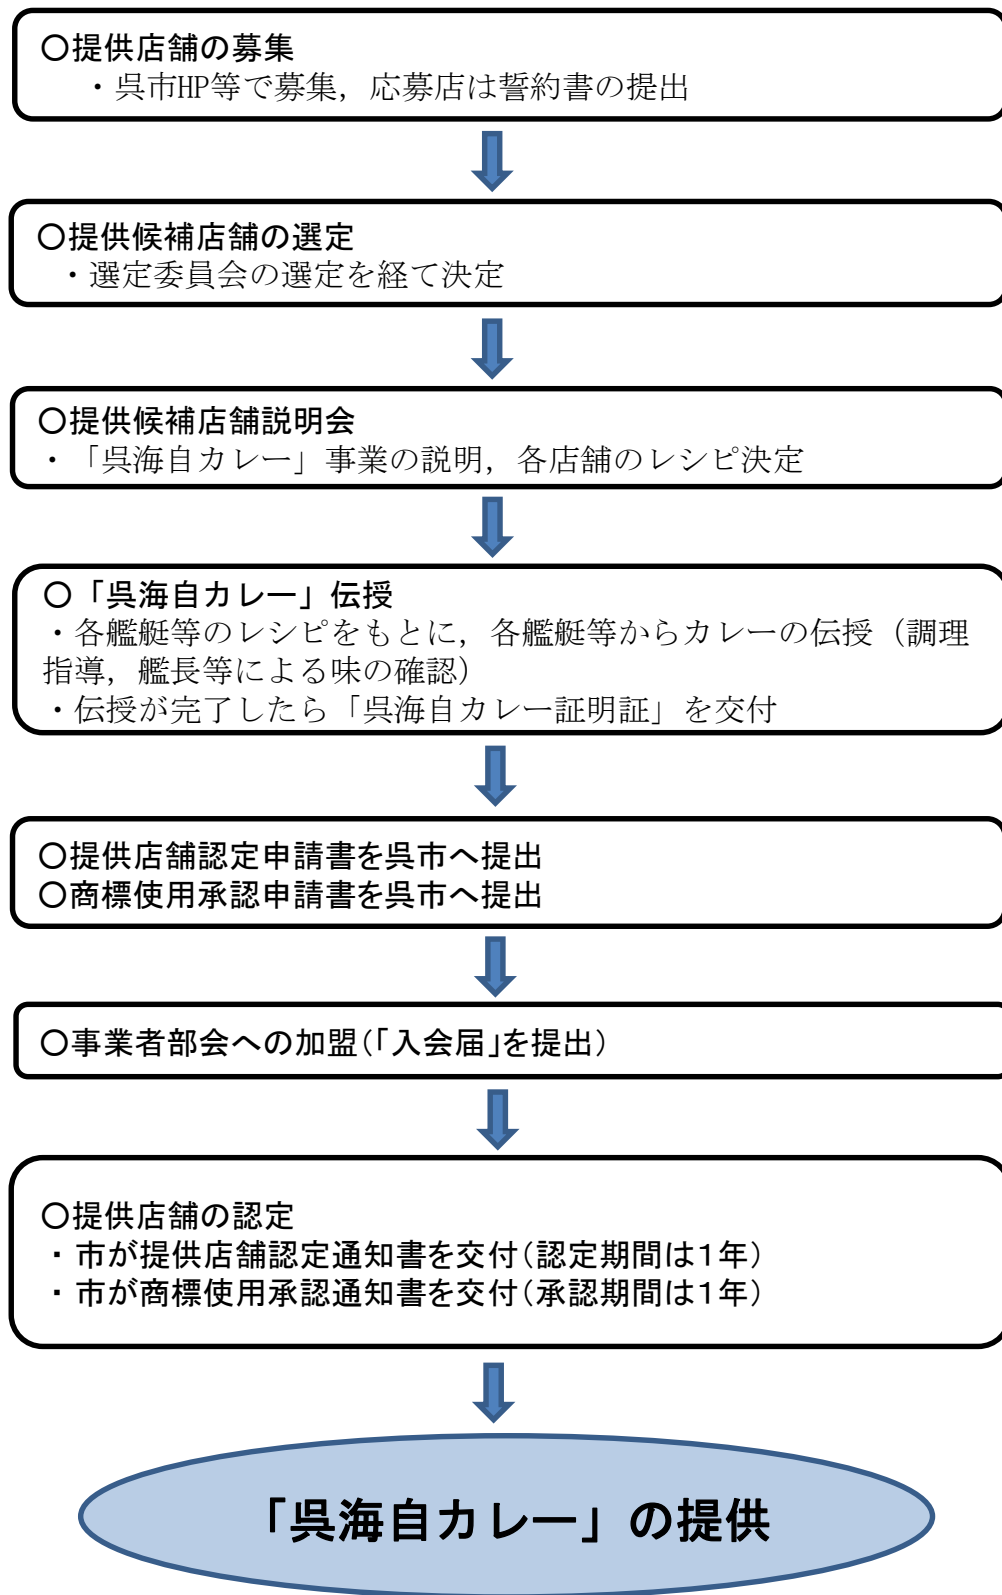 〇提供店舗の募集
・呉市HP等で募集，応募店は誓約書の提出
〇提供候補店舗の選定
・選定委員会の選定を経て決定
〇提供候補店舗説明会
・「呉海自カレー」事業の説明，各店舗のレシピ決定
〇「呉海自カレー」伝授
・各艦艇等のレシピをもとに，各艦艇等からカレーの伝授（調理
指導，艦長等による味の確認）
・伝授が完了したら「呉海自カレー証明証」を交付
〇提供店舗認定申請書を呉市へ提出
〇商標使用承認申請書を呉市へ提出
〇事業者部会への加盟（「入会届」を提出）
〇提供店舗の認定
・市が提供店舗認定通知書を交付（認定期間は１年）
・市が商標使用承認通知書を交付（承認期間は１年）
「呉海自カレー」の提供